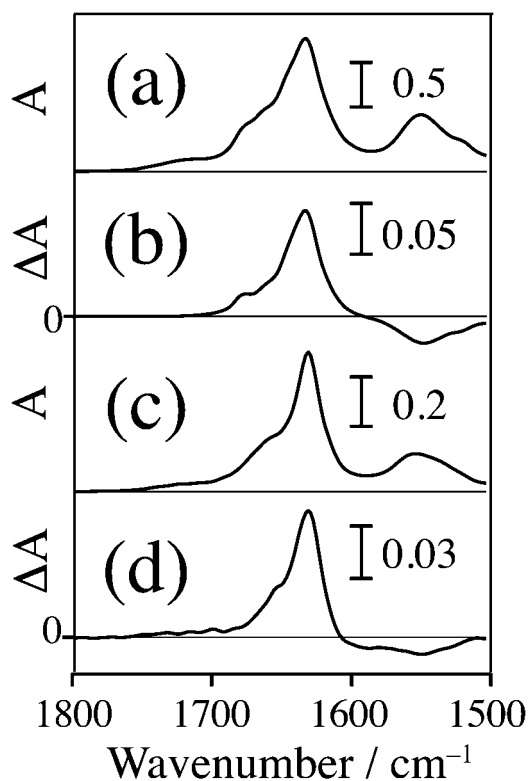 A
(a)
0.5
ΔA
(b)
0.05
0
A
(c)
0.2
ΔA
(d)
0.03
0
1800 1700 1600 1500
Wavenumber / cm⁻¹